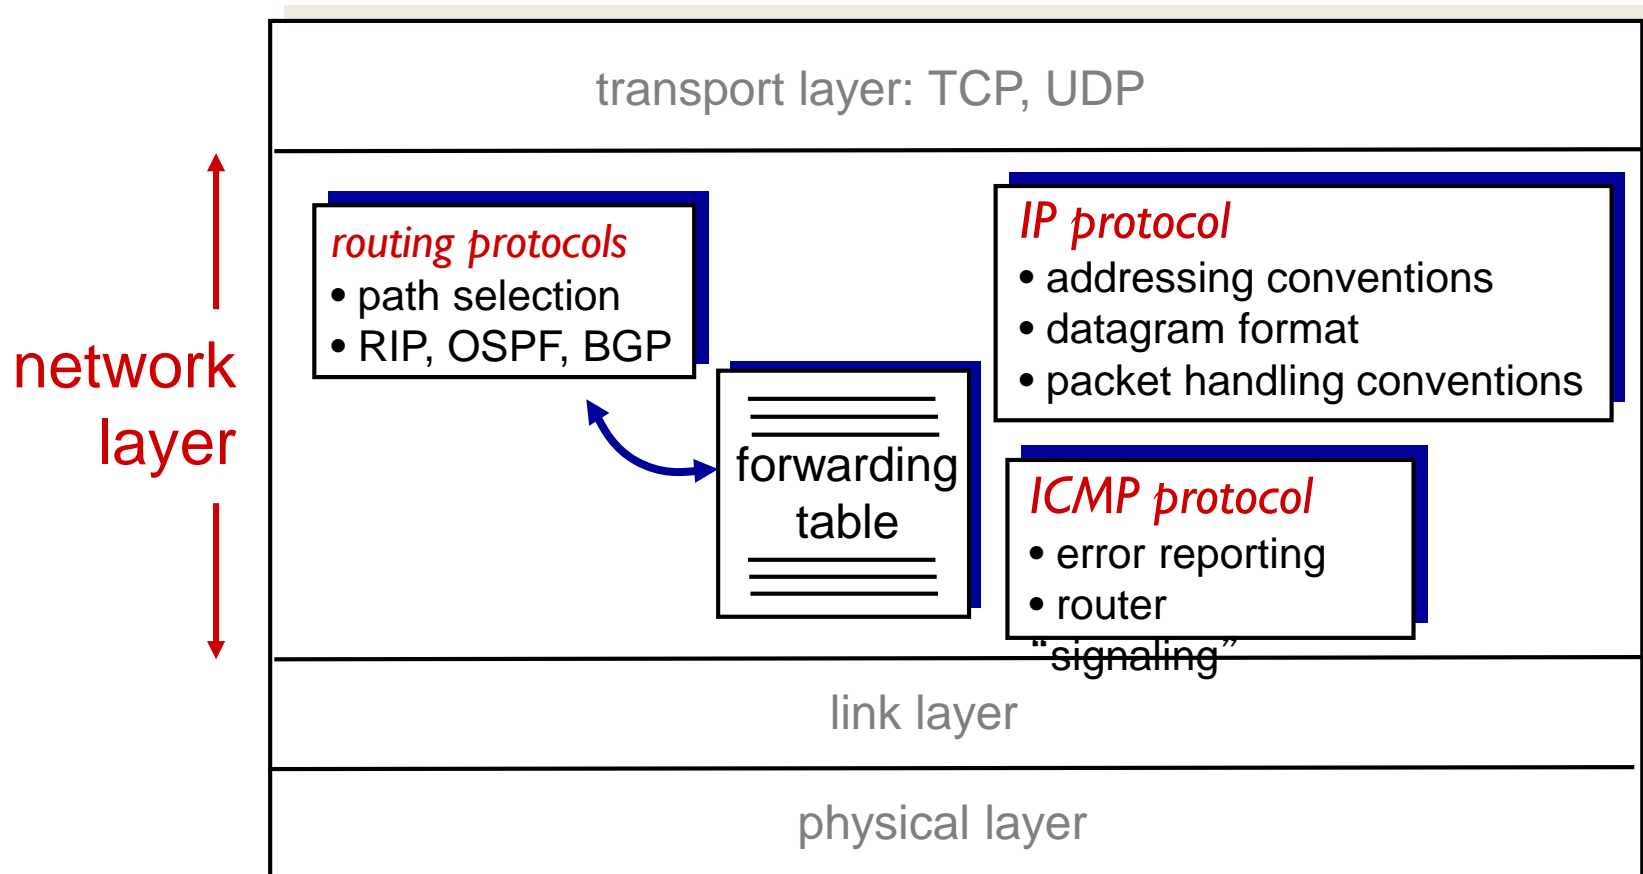 transport layer: TCP, UDP
network
layer
routing protocols
• path selection
• RIP, OSPF, BGP
forwarding
table
IP protocol
• addressing conventions
• datagram format
• packet handling conventions
ICMP protocol
• error reporting
• router
“signaling”
link layer
physical layer